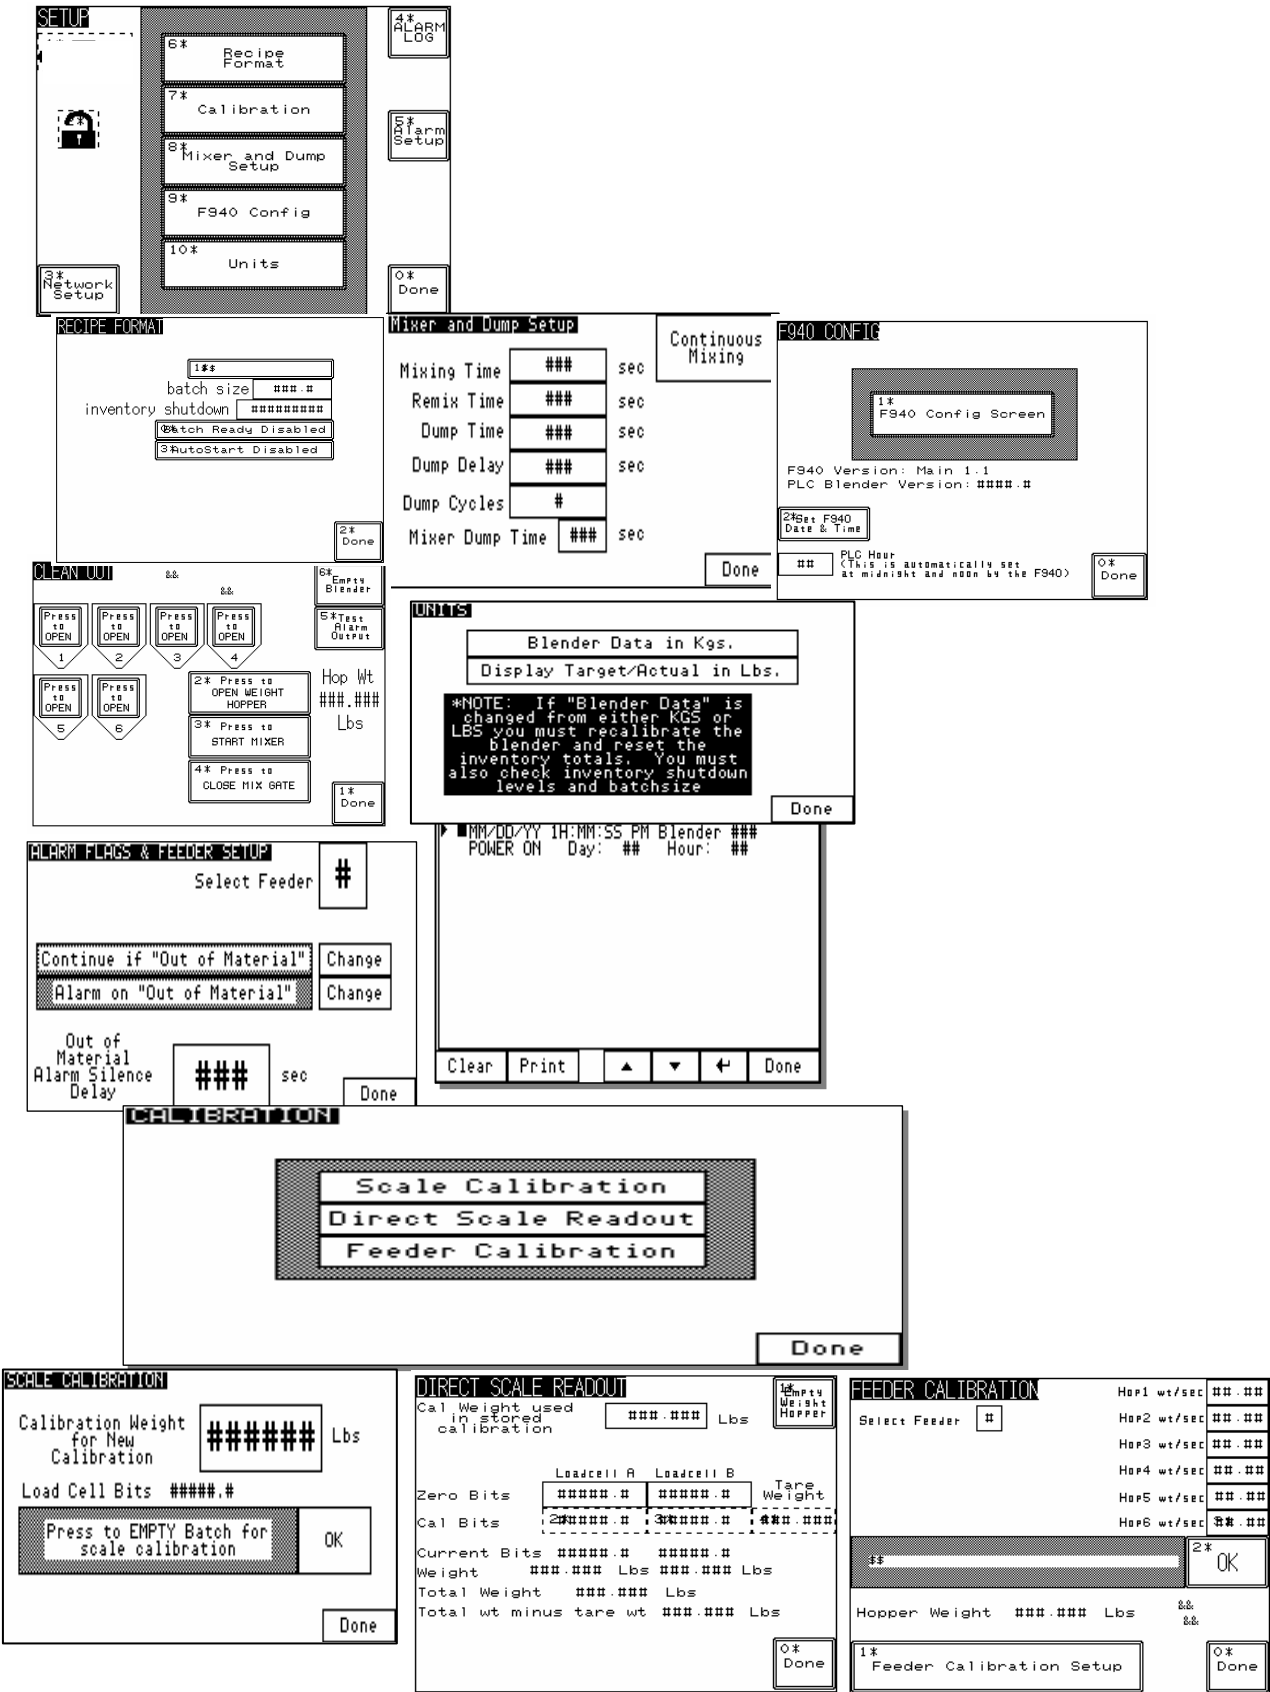 SETUP
4*
ALARM
LOG
6*
Recipe
Format
7*
Calibration
5*
Alarm
Setup
8*
Mixer and Dump
Setup
9*
F940 Config
10*
Units
3*
Network
Setup
0*
Done
RECIPE FORMAT
batch size ###.#
inventory shutdown #########
Batch Ready Disabled
3*AutoStart Disabled
2*
Done
Mixer and Dump Setup
Continuous
Mixing
Mixing Time ### sec
Remix Time ### sec
Dump Time ### sec
Dump Delay ### sec
Dump Cycles #
Mixer Dump Time ### sec
Done
F940 CONFIG
1*
F940 Config Screen
F940 Version: Main 1.1
PLC Blender Version: ####.#
2*Set F940
Date & Time
## PLC Hour
(This is automatically set
at midnight and noon by the F940)
0*
Done
CLEAN OUT
&&
&&
6*Empty
Blender
5*Test
Alarm
Output
Press
to
OPEN
1
Press
to
OPEN
2
Press
to
OPEN
3
Press
to
OPEN
4
Press
to
OPEN
5
Press
to
OPEN
6
2* Press to
OPEN WEIGHT
HOPPER
3* Press to
START MIXER
4* Press to
CLOSE MIX GATE
Hop Wt
###.###
Lbs
1*
Done
UNITS
Blender Data in Kgs.
Display Target/Actual in Lbs.
*NOTE: If "Blender Data" is
changed from either KGS or
LBS you must recalibrate the
blender and reset the
inventory totals. You must
also check inventory shutdown
levels and batchsize
Done
MM/DD/YY 1H:MM:SS PM Blender ###
POWER ON Day: ## Hour: ##
Clear Print ▲ ▼ ↵ Done
ALARM FLAGS & FEEDER SETUP
Select Feeder #
Continue if "Out of Material" Change
Alarm on "Out of Material" Change
Out of
Material
Alarm Silence
Delay
### sec
Done
CALIBRATION
Scale Calibration
Direct Scale Readout
Feeder Calibration
Done
SCALE CALIBRATION
Calibration Weight
for New
Calibration
###### Lbs
Load Cell Bits #####.#
Press to EMPTY Batch for
scale calibration
OK
Done
DIRECT SCALE READOUT
1*Empty
Weight
Hopper
Cal Weight used
in stored
calibration
###.### Lbs
Loadcell A Loadcell B
Tare
Weight
Zero Bits #####.# #####.#
Cal Bits 2*#####.# 3*#####.# 4*###.###
Current Bits #####.# #####.#
Weight ###.### Lbs ###.### Lbs
Total Weight ###.### Lbs
Total wt minus tare wt ###.### Lbs
0*
Done
FEEDER CALIBRATION
Select Feeder #
Hop1 wt/sec ##.##
Hop2 wt/sec ##.##
Hop3 wt/sec ##.##
Hop4 wt/sec ##.##
Hop5 wt/sec ##.##
Hop6 wt/sec ##.##
$$
2*
OK
Hopper Weight ###.### Lbs
&&
&&
1*
Feeder Calibration Setup
0*
Done